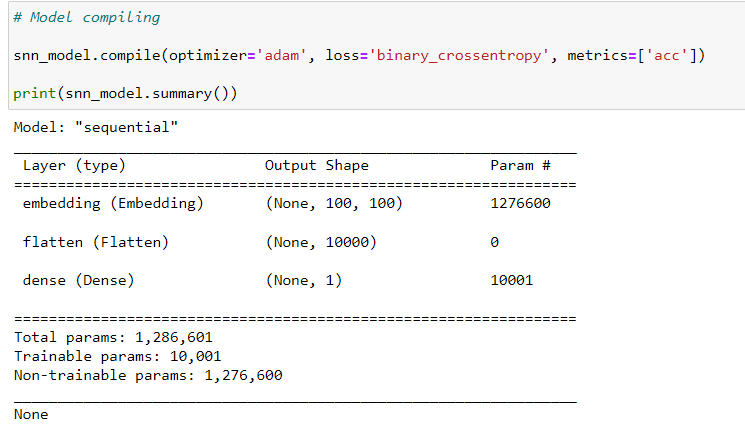 # Model compiling
snn_model.compile(optimizer='adam', loss='binary_crossentropy', metrics=['acc'])
print(snn_model.summary())
Model: "sequential"
_________________________________________________________________
Layer (type) Output Shape Param #
=================================================================
embedding (Embedding) (None, 100, 100) 1276600
flatten (Flatten) (None, 10000) 0
dense (Dense) (None, 1) 10001
=================================================================
Total params: 1,286,601
Trainable params: 10,001
Non-trainable params: 1,276,600
_________________________________________________________________
None